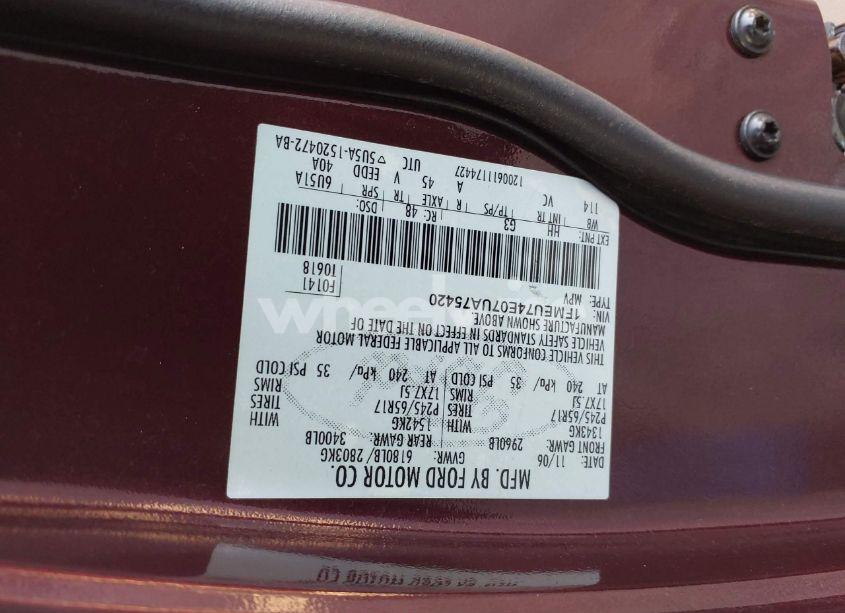 MFD. BY FORD MOTOR CO.
DATE: 11/06 GVWR: 6180LB/ 2803KG
FRONT GAWR: 2960LB REAR GAWR: 3400LB
1343KG 1542KG
P245/65R17 TIRES P245/65R17 TIRES WITH
17X7.5J RIMS 17X7.5J RIMS WITH
AT 240 kPa/ 35 PSI COLD AT 240 kPa/ 35 PSI COLD
THIS VEHICLE CONFORMS TO ALL APPLICABLE FEDERAL MOTOR
VEHICLE SAFETY STANDARDS IN EFFECT ON THE DATE OF
MANUFACTURE SHOWN ABOVE.
VIN: 1FMEU74E07UA75420
TYPE: MPV
F0141
T0618
EXT PNT: HH RC: 48 DSO:
WB INT TR TP/PS R AXLE TR SPR 6U51A
114 VC G3 A 45 V EEDD 40A
120061117427 UTC ▽5U5A-1520472-BA